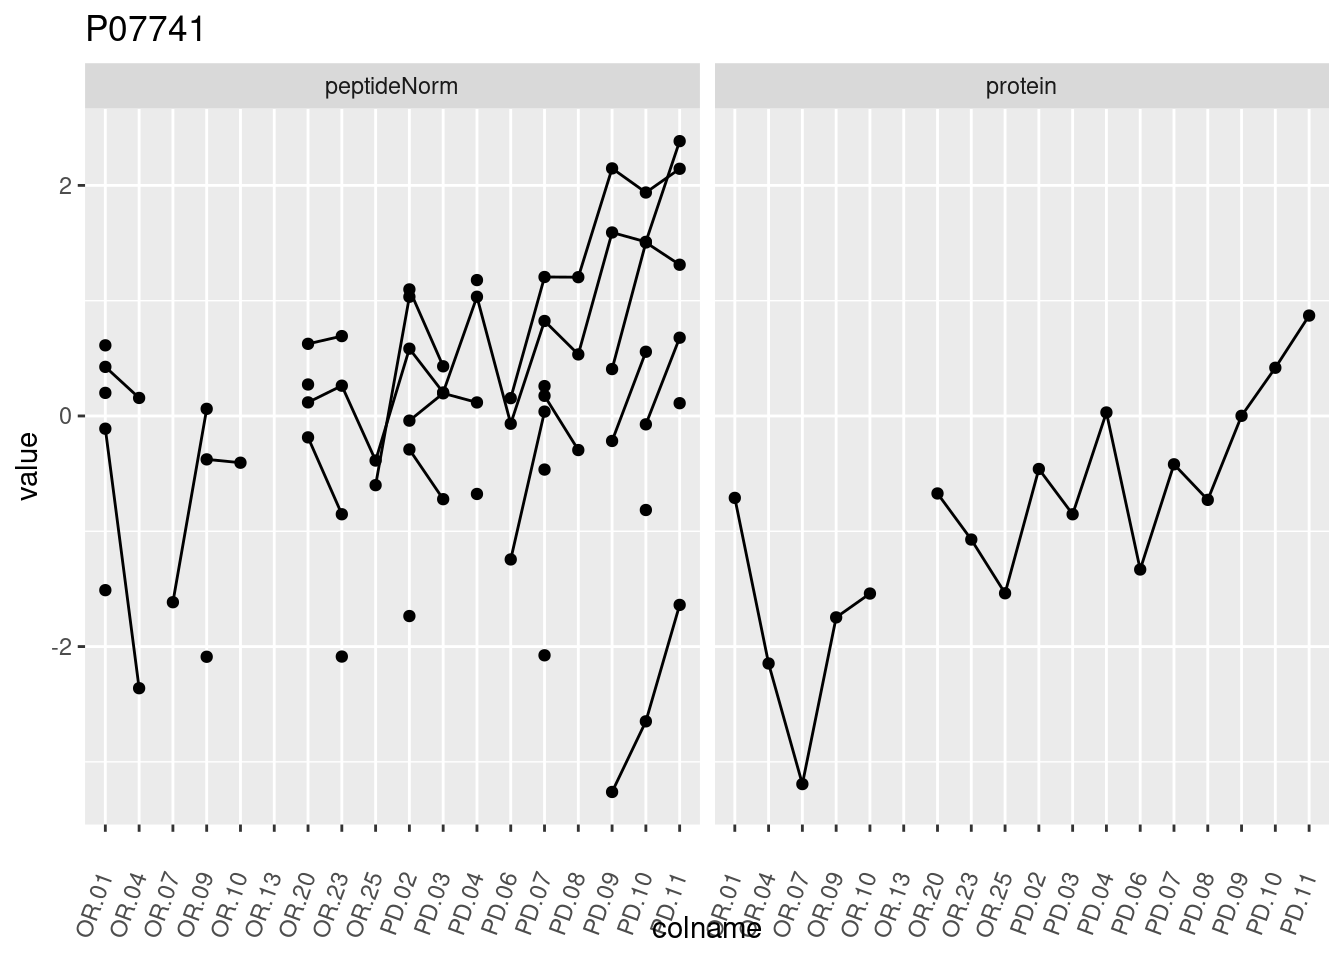 P07741
peptideNorm
protein
value
2
0
-2
OR.01
OR.04
OR.07
OR.09
OR.10
OR.13
OR.20
OR.23
OR.25
PD.02
PD.03
PD.04
PD.06
PD.07
PD.08
PD.09
PD.10
PD.11
OR.01
OR.04
OR.07
OR.09
OR.10
OR.13
OR.20
OR.23
OR.25
PD.02
PD.03
PD.04
PD.06
PD.07
PD.08
PD.09
PD.10
PD.11
colname